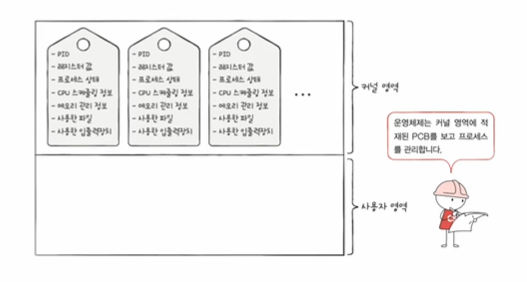 - PID
- 레지스터 값
- 프로세스 상태
- CPU 스케줄링 정보
- 메모리 관리 정보
- 사용한 파일
- 사용한 입출력장치
- PID
- 레지스터 값
- 프로세스 상태
- CPU 스케줄링 정보
- 메모리 관리 정보
- 사용한 파일
- 사용한 입출력장치
- PID
- 레지스터 값
- 프로세스 상태
- CPU 스케줄링 정보
- 메모리 관리 정보
- 사용한 파일
- 사용한 입출력장치
...
커널 영역
운영체제는 커널 영역에 적
재된 PCB를 보고 프로세스
를 관리합니다.
사용자 영역